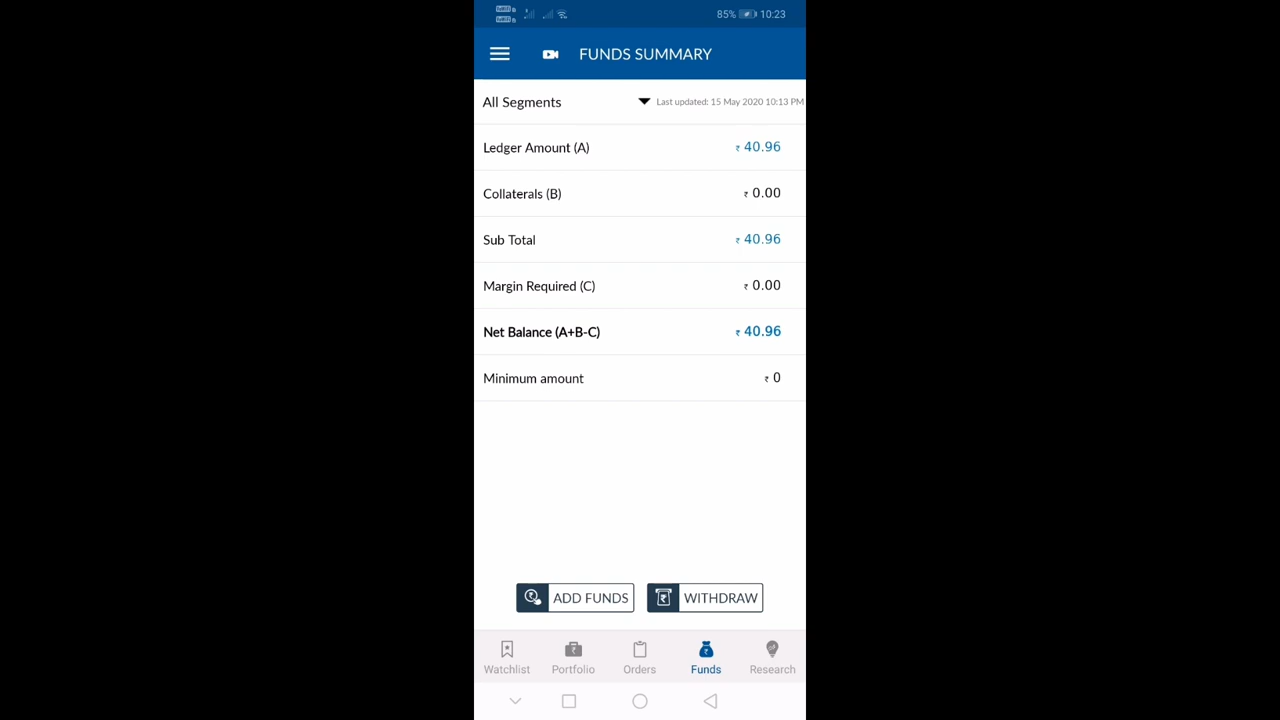 85% 10:23
FUNDS SUMMARY
All Segments Last updated: 15 May 2020 10:13 PM
Ledger Amount (A) ₹ 40.96
Collaterals (B) ₹ 0.00
Sub Total ₹ 40.96
Margin Required (C) ₹ 0.00
Net Balance (A+B-C) ₹ 40.96
Minimum amount ₹ 0
ADD FUNDS WITHDRAW
Watchlist Portfolio Orders Funds Research